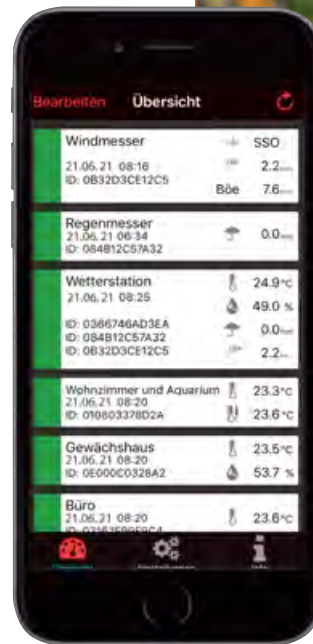 Bearbeiten Übersicht
Windmesser SSO
21.06.21 08:16 2.2
ID: 0B32D3CE12C5
Böe 7.6
Regenmesser
21.06.21 06:34 0.0
ID: 084B12C57A32
Wetterstation 24.9°C
21.06.21 08:25
49.0 %
ID: 0366746AD3EA 0.0
ID: 084B12C57A32
ID: 0B32D3CE12C5 2.2
Wohnzimmer und Aquarium 23.3°C
21.06.21 08:20
ID: 010803378D2A 23.6°C
Gewächshaus 23.5°C
21.06.21 08:20
ID: 0E000C0328A2 53.7 %
Büro
21.06.21 08:20 23.6°C